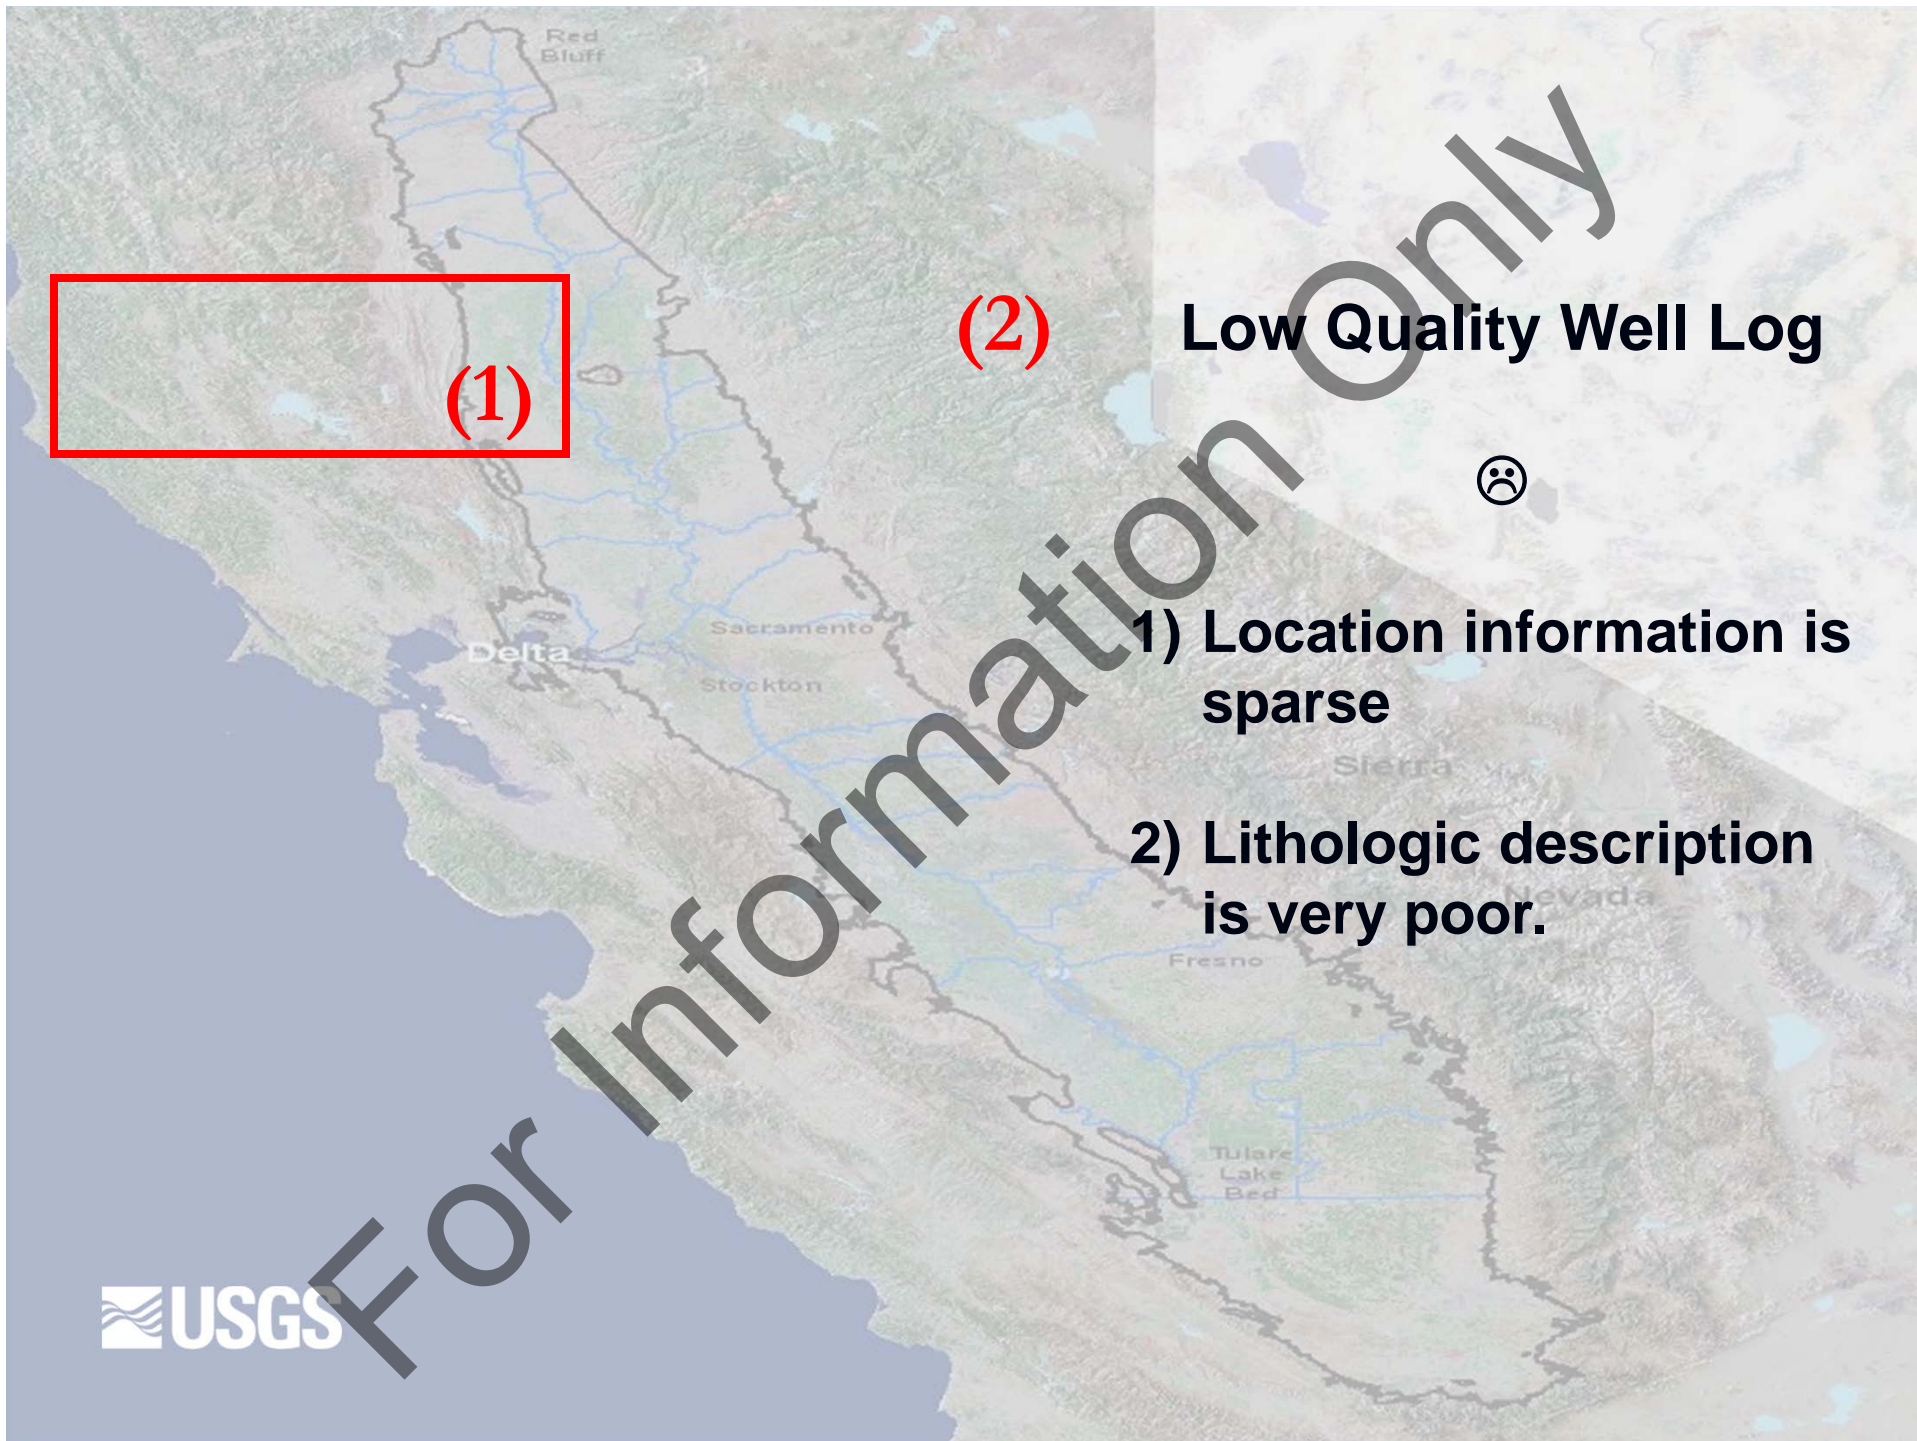 Red
Bluff
(1)
(2)
Low Quality Well Log
☹
1) Location information is
sparse
2) Lithologic description
is very poor.
Sacramento
Delta
Stockton
Sierra
Nevada
Fresno
Tulare
Lake
Bed
USGS
For Information Only